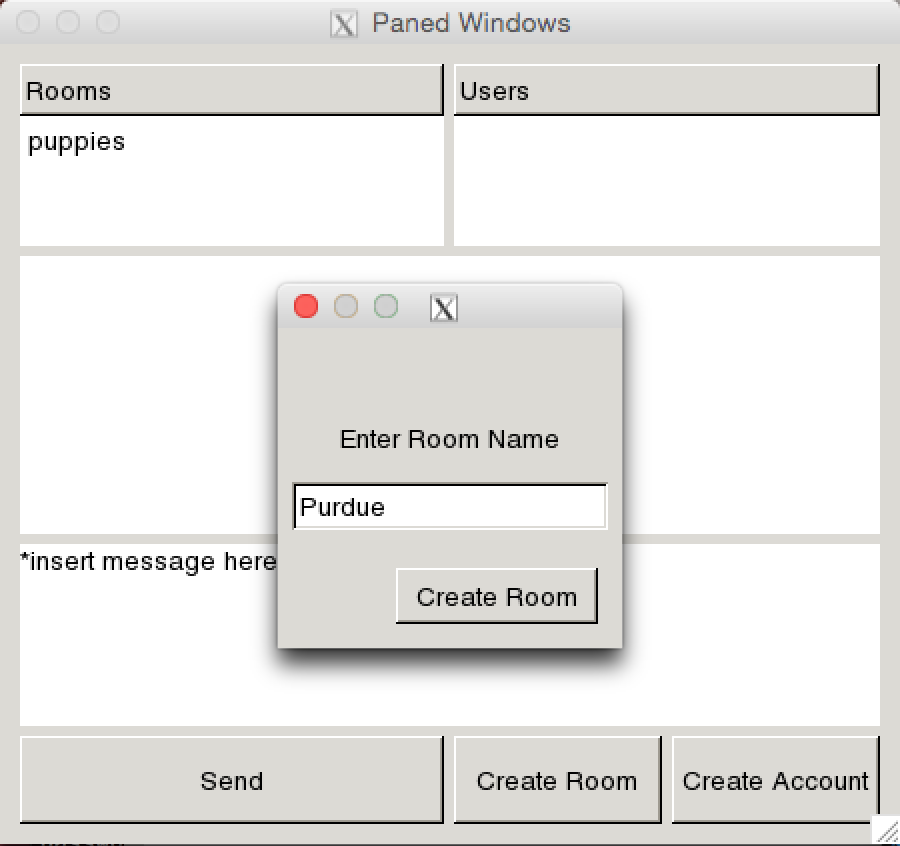 Paned Windows
Rooms
Users
puppies
Enter Room Name
Purdue
*insert message here
Create Room
Send
Create Room
Create Account